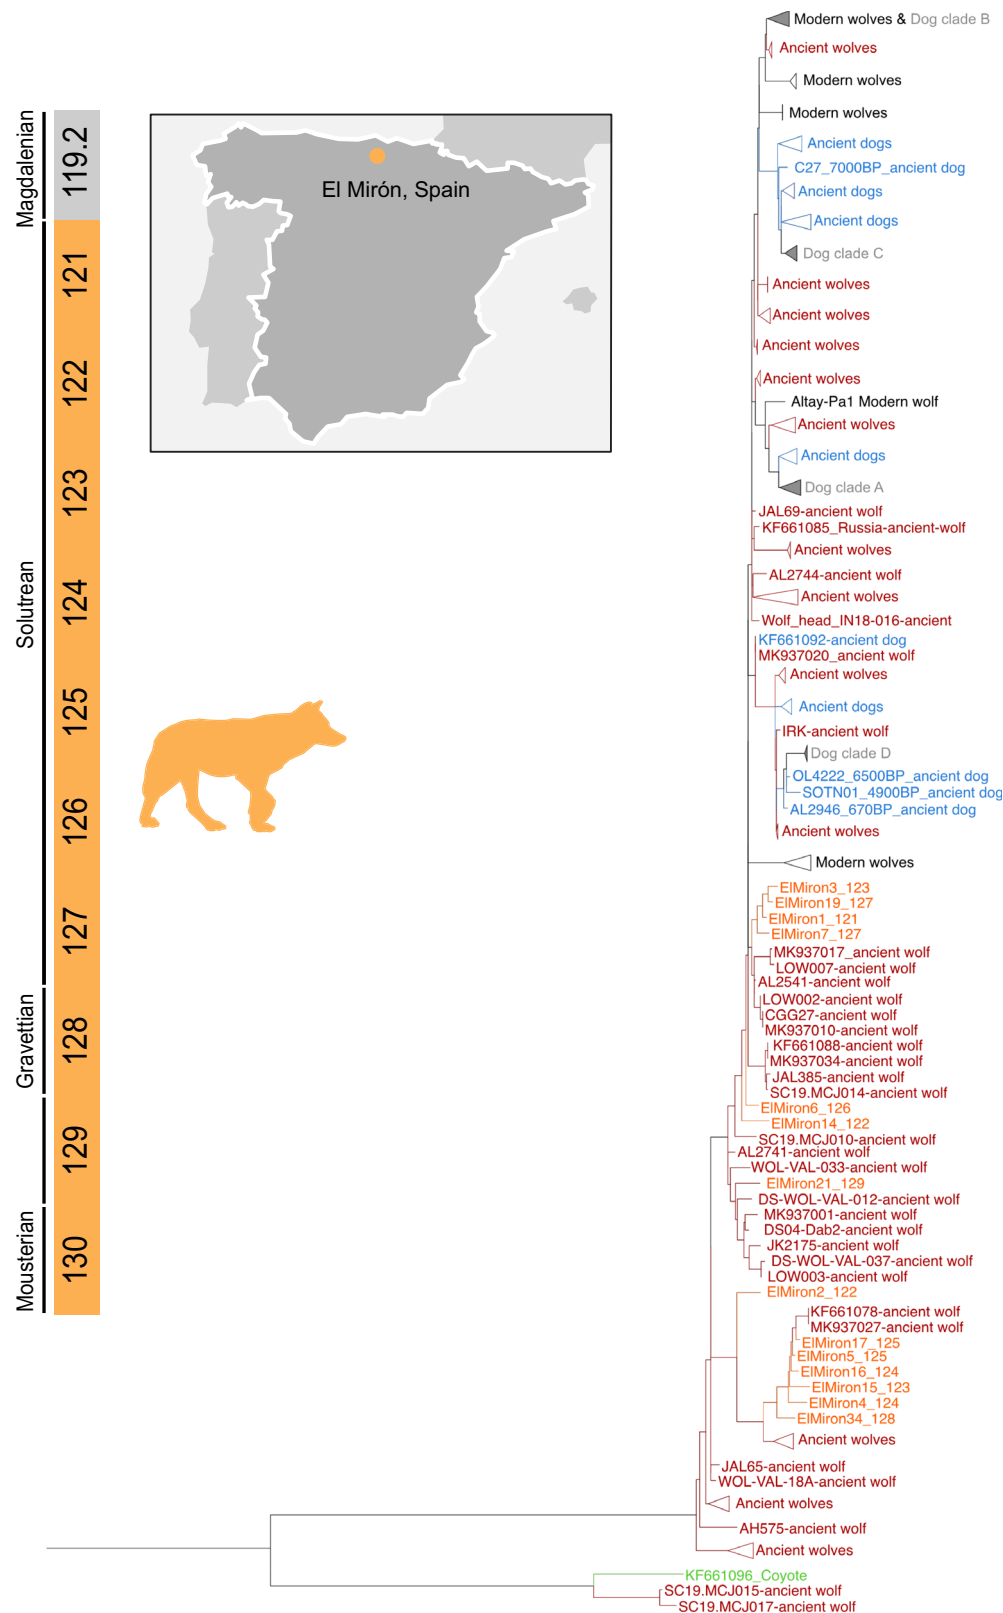 Magdalenian
119.2
121
122
123
Solutrean
124
125
126
127
Gravettian
128
129
Mousterian
130
El Mirón, Spain
Modern wolves & Dog clade B
Ancient wolves
Modern wolves
Modern wolves
Ancient dogs
C27_7000BP_ancient dog
Ancient dogs
Ancient dogs
Dog clade C
Ancient wolves
Ancient wolves
Ancient wolves
Ancient wolves
Altay-Pa1 Modern wolf
Ancient wolves
Ancient dogs
Dog clade A
JAL69-ancient wolf
KF661085_Russia-ancient-wolf
Ancient wolves
AL2744-ancient wolf
Ancient wolves
Wolf_head_IN18-016-ancient
KF661092-ancient dog
MK937020_ancient wolf
Ancient wolves
Ancient dogs
IRK-ancient wolf
Dog clade D
OL4222_6500BP_ancient dog
SOTN01_4900BP_ancient dog
AL2946_670BP_ancient dog
Ancient wolves
Modern wolves
ElMiron3_123
ElMiron19_127
ElMiron1_121
ElMiron7_127
MK937017_ancient wolf
LOW007-ancient wolf
AL2541-ancient wolf
LOW002-ancient wolf
CGG27-ancient wolf
MK937010-ancient wolf
KF661088-ancient wolf
MK937034-ancient wolf
JAL385-ancient wolf
SC19.MCJ014-ancient wolf
ElMiron6_126
ElMiron14_122
SC19.MCJ010-ancient wolf
AL2741-ancient wolf
WOL-VAL-033-ancient wolf
ElMiron21_129
DS-WOL-VAL-012-ancient wolf
MK937001-ancient wolf
DS04-Dab2-ancient wolf
JK2175-ancient wolf
DS-WOL-VAL-037-ancient wolf
LOW003-ancient wolf
ElMiron2_122
KF661078-ancient wolf
MK937027-ancient wolf
ElMiron17_125
ElMiron5_125
ElMiron16_124
ElMiron15_123
ElMiron4_124
ElMiron34_128
Ancient wolves
JAL65-ancient wolf
WOL-VAL-18A-ancient wolf
Ancient wolves
AH575-ancient wolf
Ancient wolves
KF661096_Coyote
SC19.MCJ015-ancient wolf
SC19.MCJ017-ancient wolf